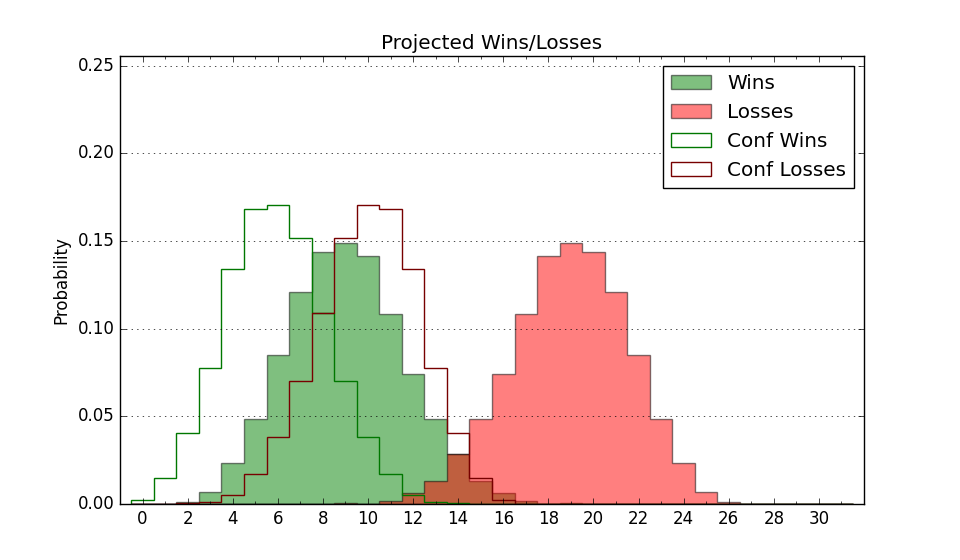 Projected Wins/Losses
0.25
0.20
0.15
0.10
0.05
0.00
Probability
Wins
Losses
Conf Wins
Conf Losses
0 2 4 6 8 10 12 14 16 18 20 22 24 26 28 30